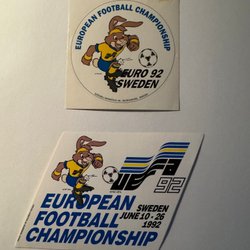 EUROPEAN FOOTBALL CHAMPIONSHIP
EURO 92
SWEDEN
UEFA
92
EUROPEAN
FOOTBALL
CHAMPIONSHIP
SWEDEN
JUNE 10-26
1992